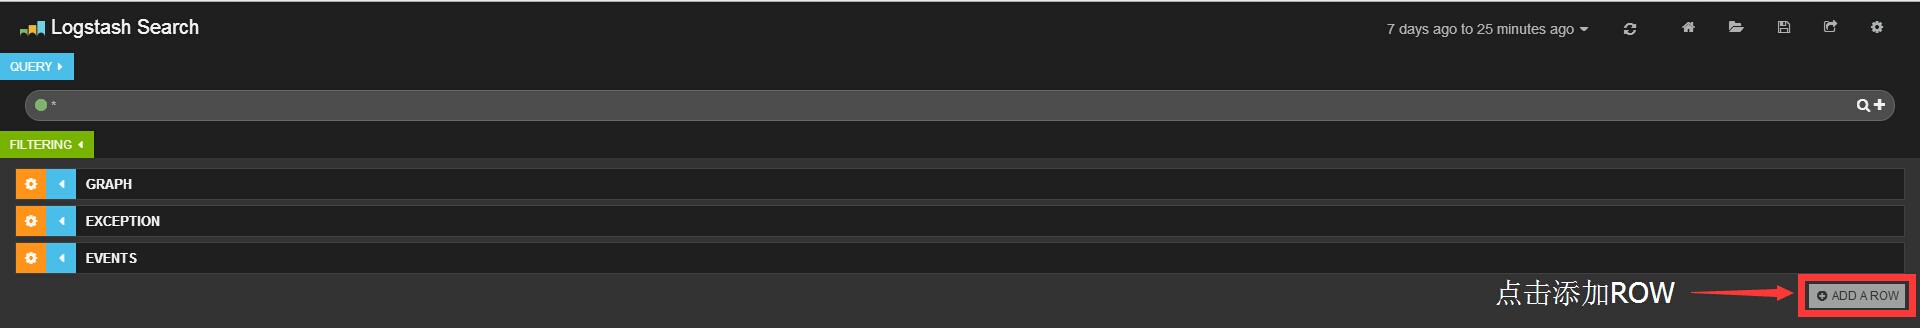 Logstash Search
7 days ago to 25 minutes ago
QUERY
*
FILTERING
GRAPH
EXCEPTION
EVENTS
点击添加ROW
ADD A ROW